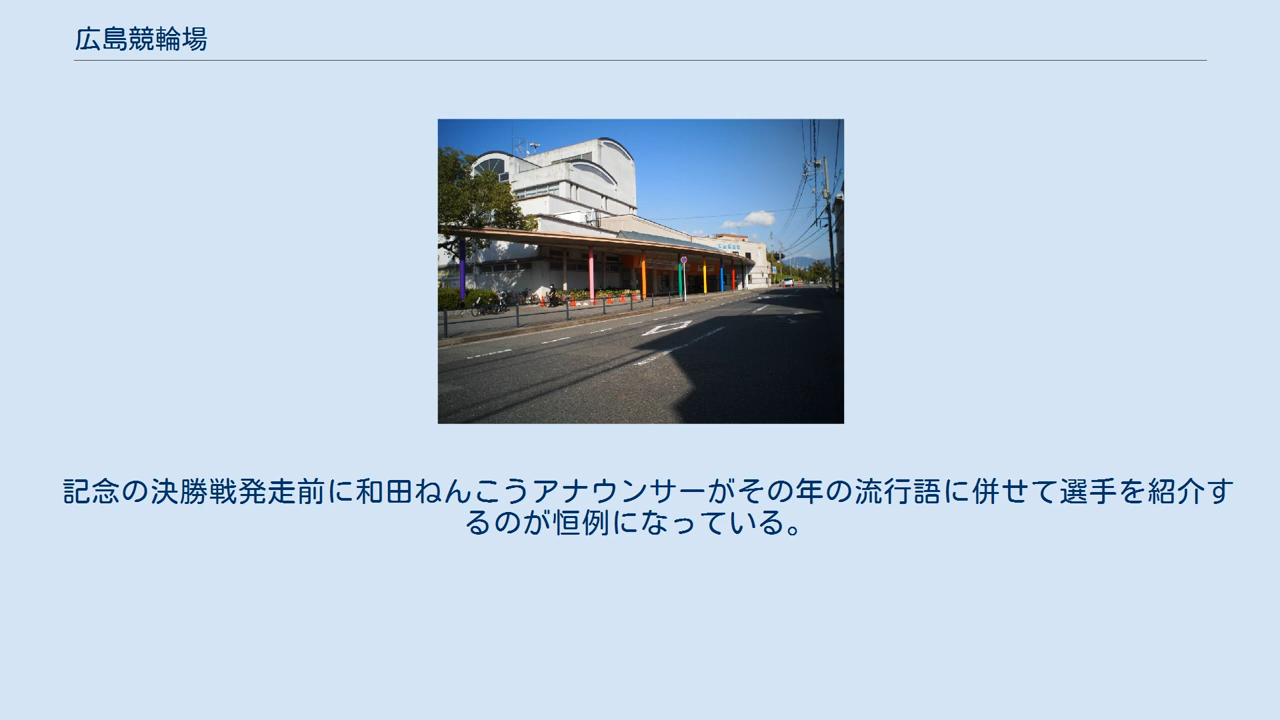 広島競輪場
記念の決勝戦発走前に和田ねんこうアナウンサーがその年の流行語に併せて選手を紹介す
るのが恒例になっている。